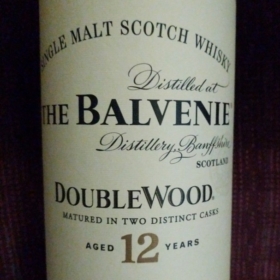 SINGLE MALT SCOTCH WHISKY
Distilled at
THE BALVENIE
Distillery, Banffshire
SCOTLAND
DOUBLEWOOD®
MATURED IN TWO DISTINCT CASKS
AGED 12 YEARS